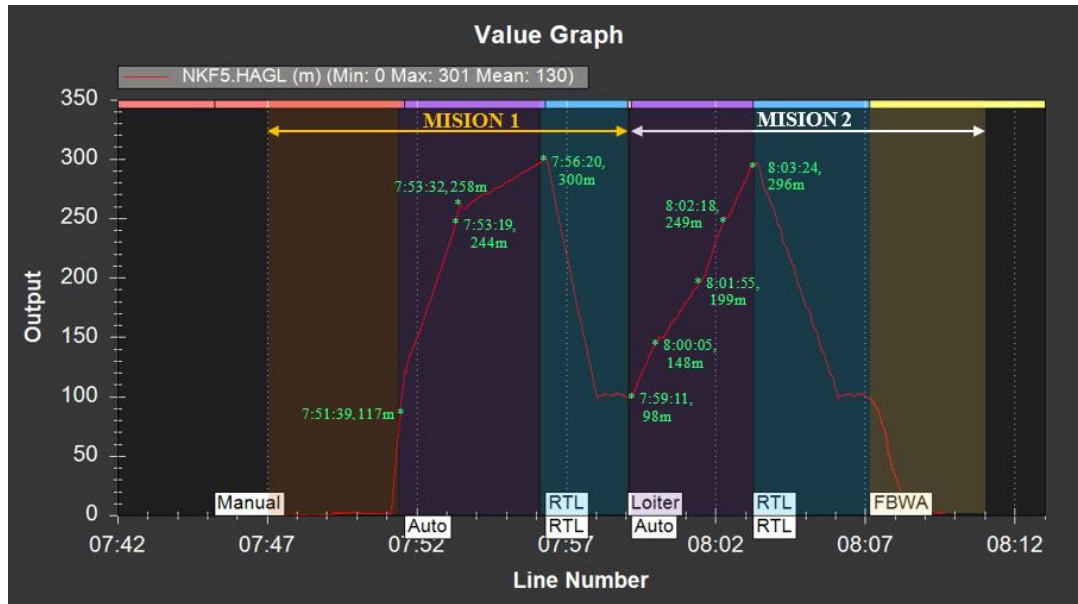 Value Graph
NKF5.HAGL (m) (Min: 0 Max: 301 Mean: 130)
350
300
250
200
150
100
50
0
Output
MISION 1
MISION 2
7:53:32, 258m
7:53:19,
244m
7:56:20,
300m
7:51:39, 117m
8:03:24,
296m
8:02:18,
249m
8:01:55,
199m
8:00:05,
148m
7:59:11,
98m
Manual
RTL
Loiter
RTL
FBWA
Auto
RTL
Auto
RTL
07:42
07:47
07:52
07:57
08:02
08:07
08:12
Line Number